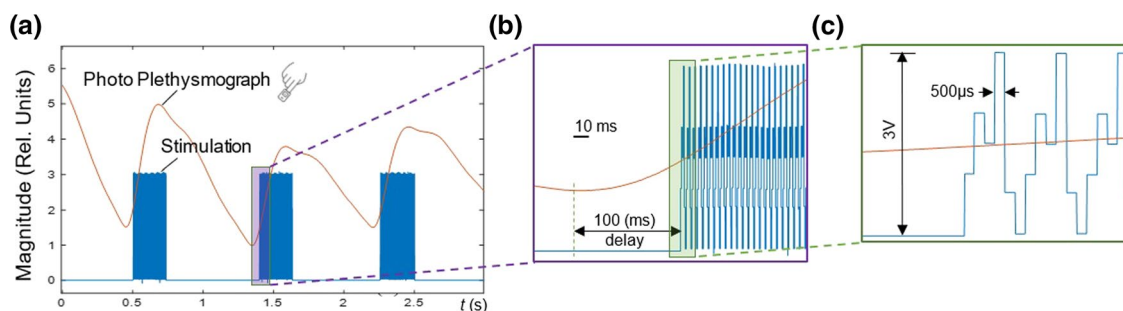 (a)
(b)
(c)
Magnitude (Rel. Units)
6
5
4
3
2
1
0
Photo Plethysmograph
Stimulation
0
0.5
1
1.5
2
2.5
t (s)
10 ms
100 (ms)
delay
500µs
3V